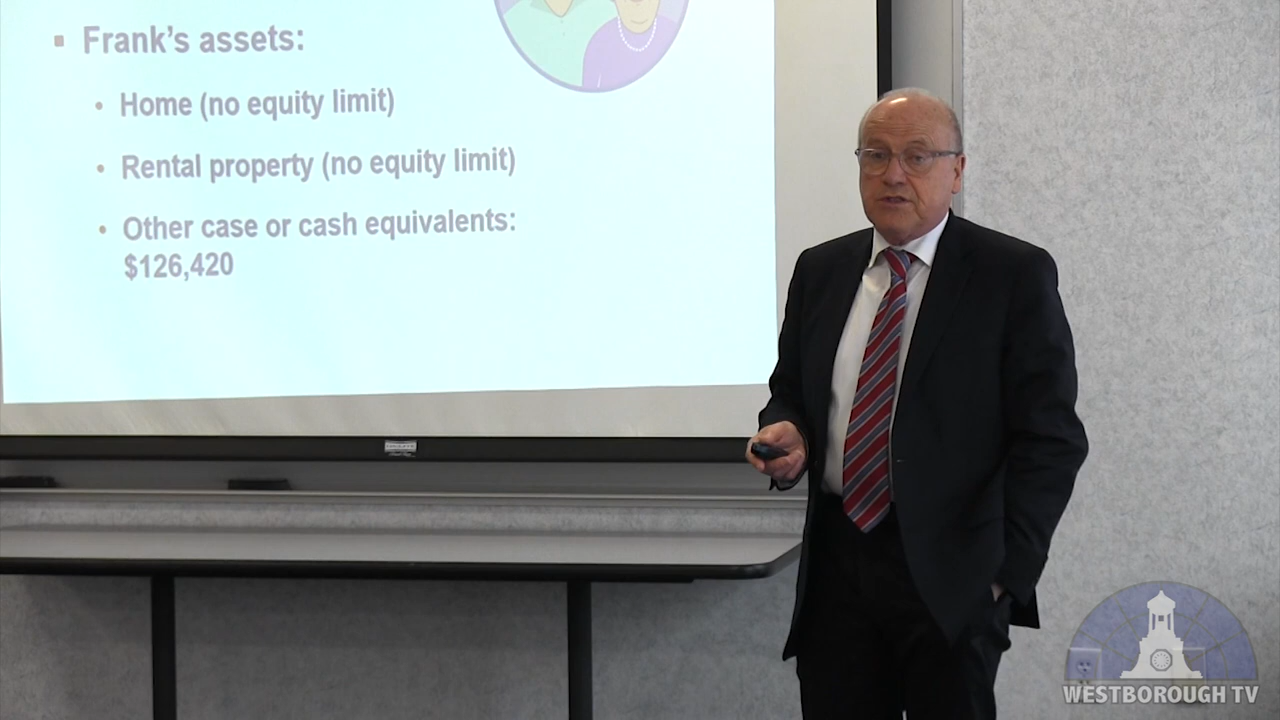 ▪ Frank's assets:
• Home (no equity limit)
• Rental property (no equity limit)
• Other case or cash equivalents:
$126,420
WESTBOROUGH TV